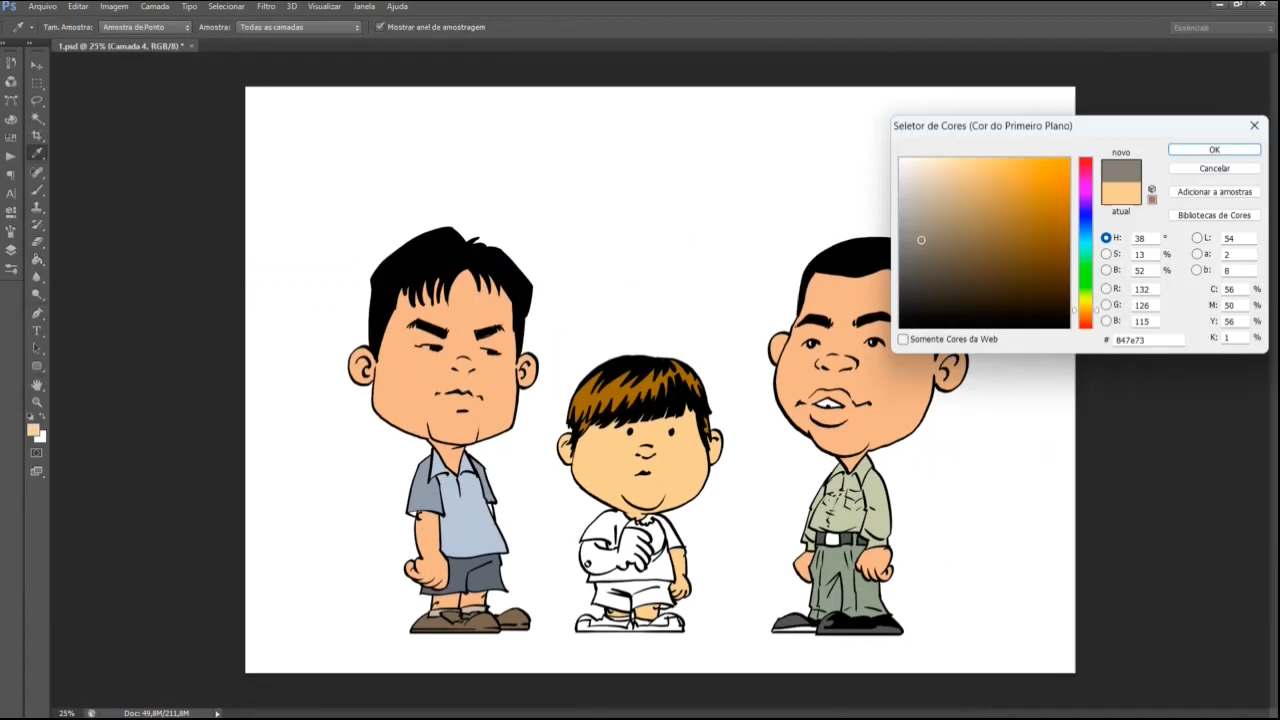 Ps Arquivo Editar Imagem Camada Tipo Selecionar Filtro 3D Visualizar Janela Ajuda
Tam. Amostra: Amostra de Ponto Amostra: Todas as camadas Mostrar anel de amostragem Essenciais
1.psd @ 25% (Camada 4, RGB/8) * ×
Seletor de Cores (Cor do Primeiro Plano)
novo
OK
Cancelar
Adicionar a amostras
atual
Bibliotecas de Cores
H: 38 ° L: 54
S: 13 % a: 2
B: 52 % b: 8
R: 132 C: 56 %
G: 126 M: 50 %
B: 115 Y: 56 %
Somente Cores da Web # 847e73 K: 1 %
25% Doc: 49,8M/211,8M